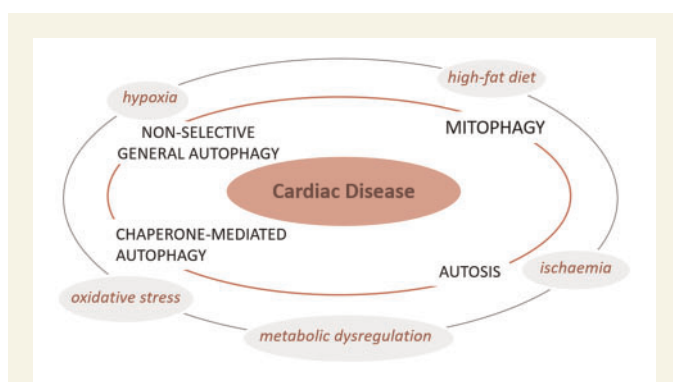 high-fat diet
hypoxia
NON-SELECTIVE
GENERAL AUTOPHAGY
MITOPHAGY
Cardiac Disease
CHAPERONE-MEDIATED
AUTOPHAGY
AUTOSIS
ischaemia
oxidative stress
metabolic dysregulation